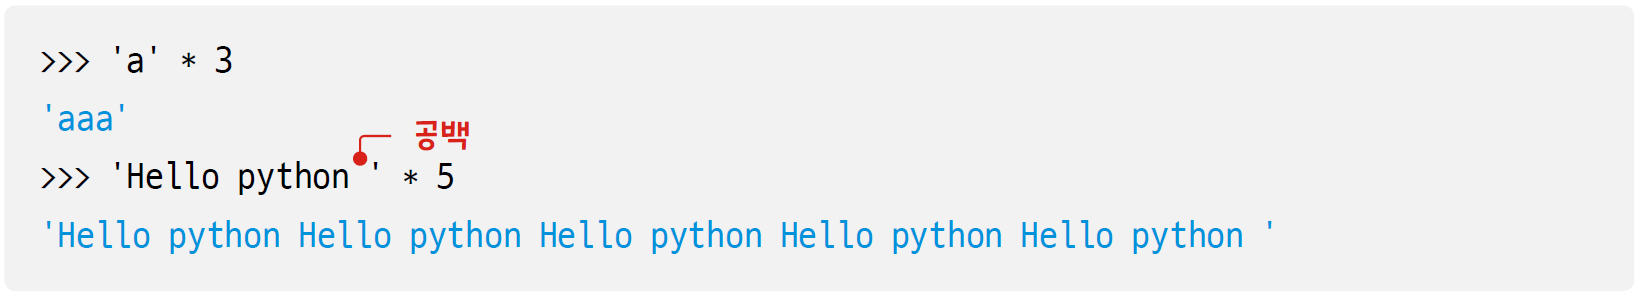 >>> 'a' * 3
'aaa'
공백
>>> 'Hello python ' * 5
'Hello python Hello python Hello python Hello python Hello python '